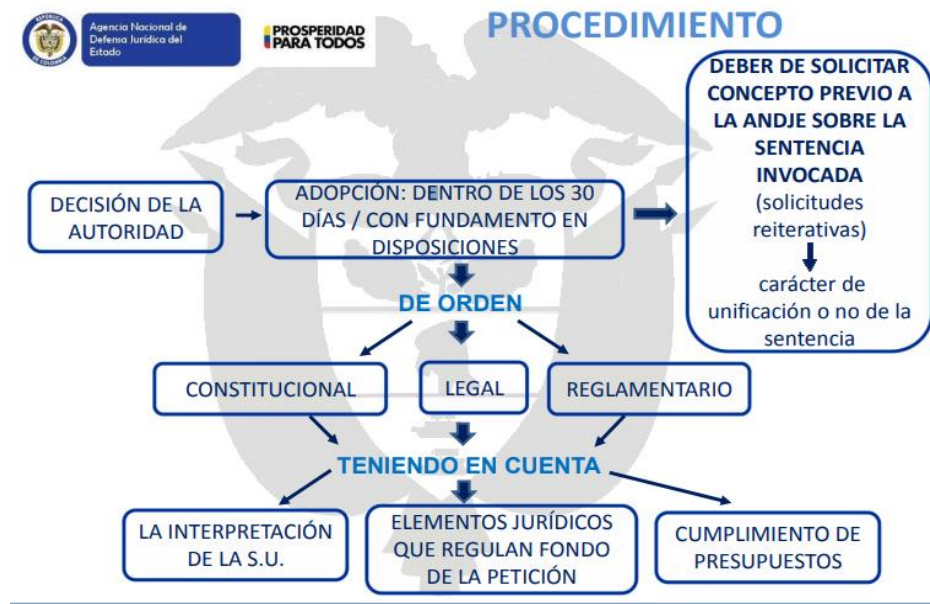 REPÚBLICA
DE COLOMBIA
Agencia Nacional de
Defensa Jurídica del
Estado
PROSPERIDAD
PARA TODOS
PROCEDIMIENTO
DEBER DE SOLICITAR
CONCEPTO PREVIO A
LA ANDJE SOBRE LA
SENTENCIA
INVOCADA
(solicitudes
reiterativas)
carácter de
unificación o no de la
sentencia
DECISIÓN DE LA
AUTORIDAD
ADOPCIÓN: DENTRO DE LOS 30
DÍAS / CON FUNDAMENTO EN
DISPOSICIONES
DE ORDEN
CONSTITUCIONAL
LEGAL
REGLAMENTARIO
TENIENDO EN CUENTA
LA INTERPRETACIÓN
DE LA S.U.
ELEMENTOS JURÍDICOS
QUE REGULAN FONDO
DE LA PETICIÓN
CUMPLIMIENTO DE
PRESUPUESTOS